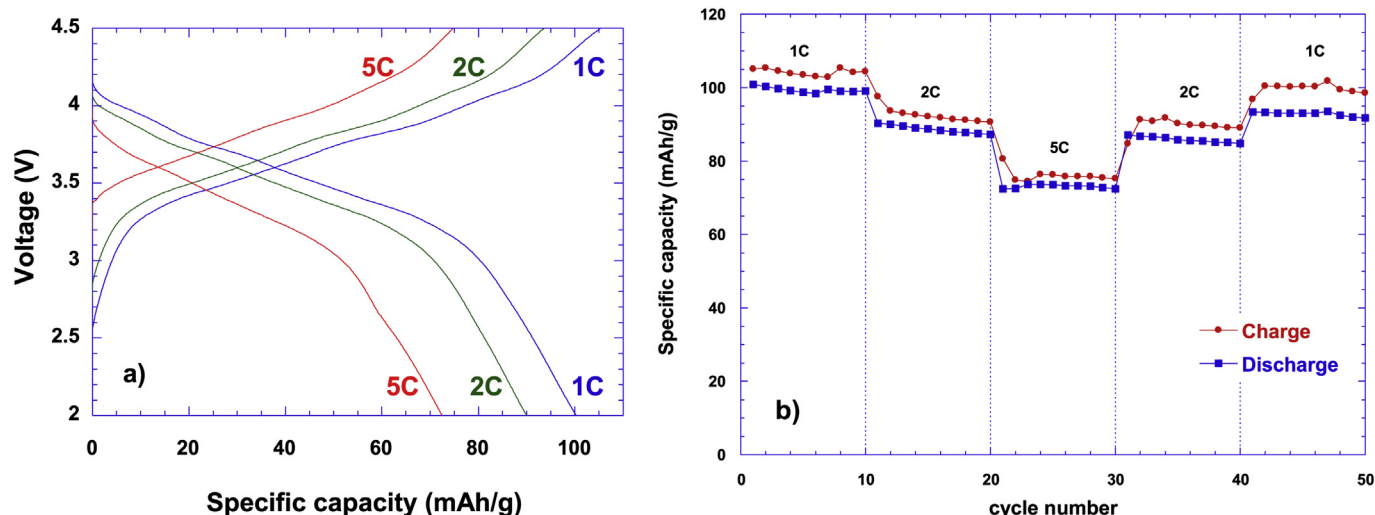 4.5
4
3.5
3
2.5
2
Voltage (V)
5C
2C
1C
a)
5C
2C
1C
0 20 40 60 80 100
Specific capacity (mAh/g)
120
100
80
60
40
20
0
Specific capacity (mAh/g)
1C
2C
5C
2C
1C
Charge
Discharge
b)
0 10 20 30 40 50
cycle number